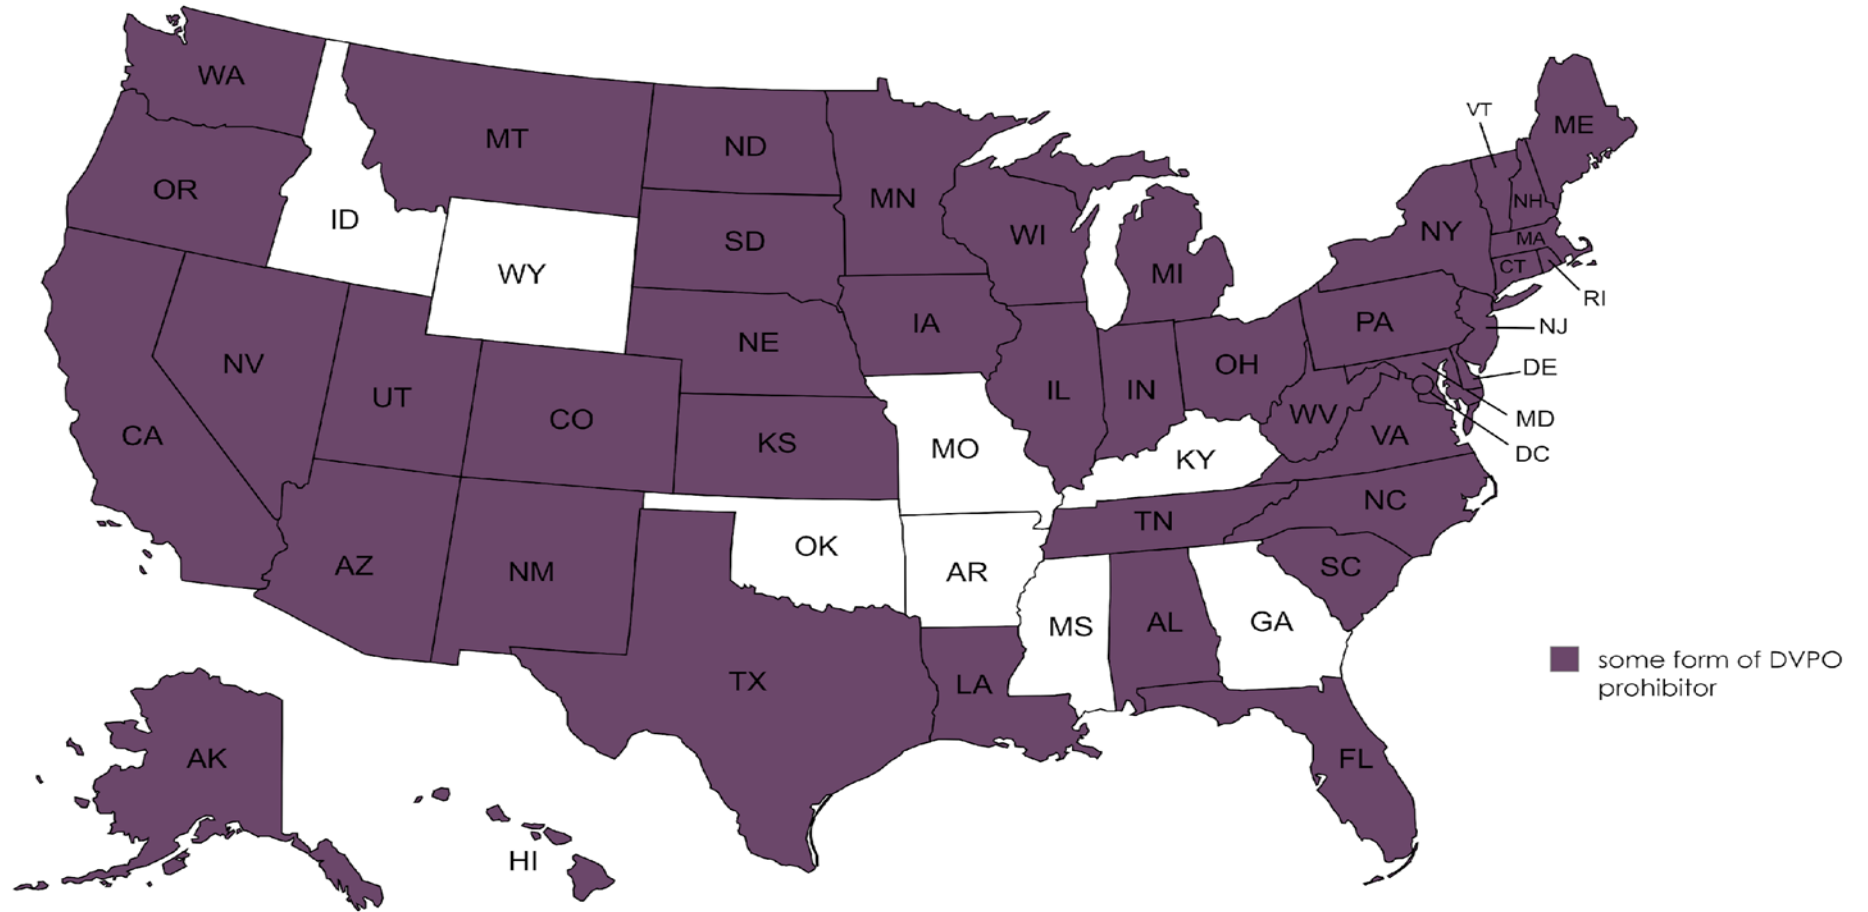 WA
MT
ND
MN
ME
VT
OR
ID
WY
SD
WI
MI
NY
NH
MA
CT
RI
NV
UT
CO
NE
IA
IL
IN
OH
PA
NJ
DE
MD
DC
CA
KS
MO
KY
WV
VA
AZ
NM
OK
AR
TN
NC
SC
TX
LA
MS
AL
GA
FL
AK
HI
some form of DVPO
prohibitor